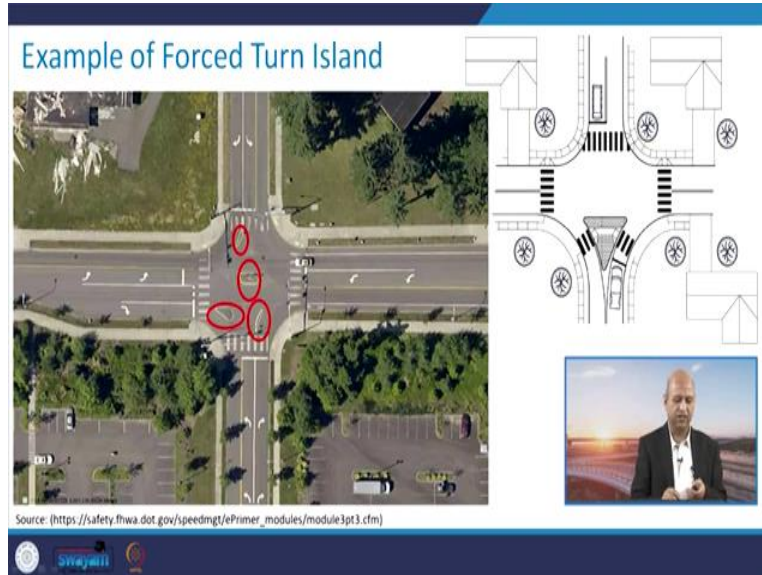 Example of Forced Turn Island
Source: (https://safety.fhwa.dot.gov/speedmgt/ePrimer_modules/module3pt3.cfm)
swayam